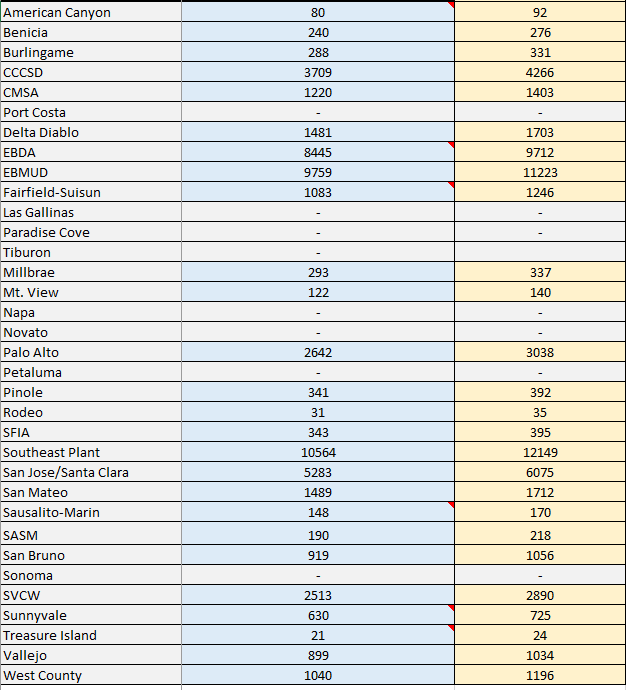 American Canyon 80 92
Benicia 240 276
Burlingame 288 331
CCCSD 3709 4266
CMSA 1220 1403
Port Costa - -
Delta Diablo 1481 1703
EBDA 8445 9712
EBMUD 9759 11223
Fairfield-Suisun 1083 1246
Las Gallinas - -
Paradise Cove - -
Tiburon -
Millbrae 293 337
Mt. View 122 140
Napa - -
Novato - -
Palo Alto 2642 3038
Petaluma - -
Pinole 341 392
Rodeo 31 35
SFIA 343 395
Southeast Plant 10564 12149
San Jose/Santa Clara 5283 6075
San Mateo 1489 1712
Sausalito-Marin 148 170
SASM 190 218
San Bruno 919 1056
Sonoma - -
SVCW 2513 2890
Sunnyvale 630 725
Treasure Island 21 24
Vallejo 899 1034
West County 1040 1196